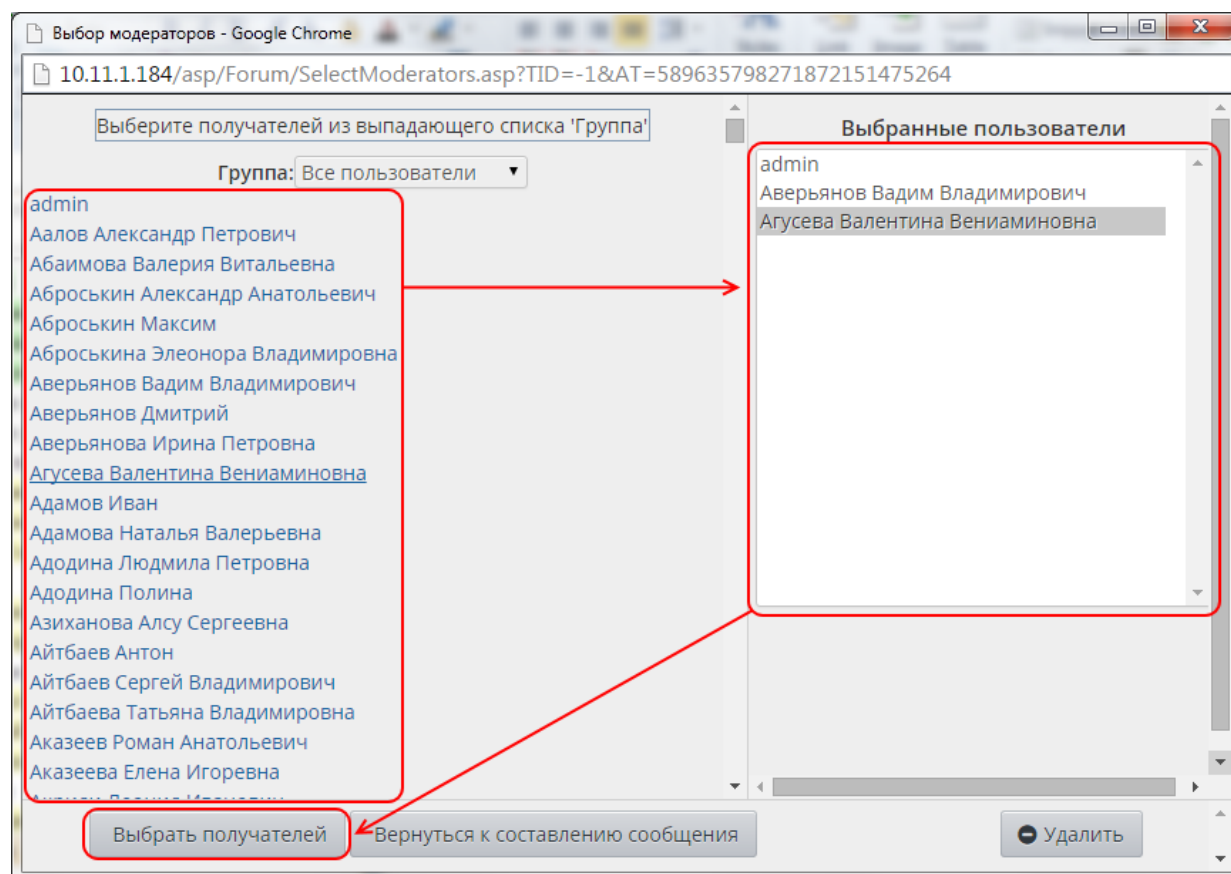 Выбор модераторов - Google Chrome
10.11.1.184/asp/Forum/SelectModerators.asp?TID=-1&AT=589635798271872151475264
Выберите получателей из выпадающего списка 'Группа'
Группа: Все пользователи
admin
Аалов Александр Петрович
Абаимова Валерия Витальевна
Аброськин Александр Анатольевич
Аброськин Максим
Аброськина Элеонора Владимировна
Аверьянов Вадим Владимирович
Аверьянов Дмитрий
Аверьянова Ирина Петровна
Агусева Валентина Вениаминовна
Адамов Иван
Адамова Наталья Валерьевна
Адодина Людмила Петровна
Адодина Полина
Азиханова Алсу Сергеевна
Айтбаев Антон
Айтбаев Сергей Владимирович
Айтбаева Татьяна Владимировна
Аказеев Роман Анатольевич
Аказеева Елена Игоревна
Выбранные пользователи
admin
Аверьянов Вадим Владимирович
Агусева Валентина Вениаминовна
Выбрать получателей
Вернуться к составлению сообщения
Удалить